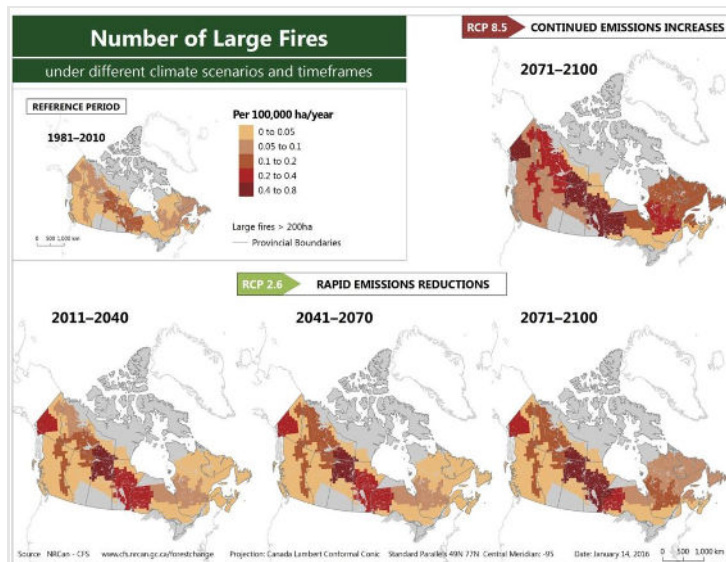 Number of Large Fires
under different climate scenarios and timeframes
RCP 8.5 CONTINUED EMISSIONS INCREASES
2071–2100
REFERENCE PERIOD
1981–2010
Per 100,000 ha/year
0 to 0.05
0.05 to 0.1
0.1 to 0.2
0.2 to 0.4
0.4 to 0.8
Large fires > 200ha
Provincial Boundaries
0 500 1,000 km
RCP 2.6 RAPID EMISSIONS REDUCTIONS
2011–2040
2041–2070
2071–2100
Source NRCan - CFS www.cfs.nrcan.gc.ca/forestchange Projection: Canada Lambert Conformal Conic Standard Parallels 49N 77N Central Meridian: -95 Date: January 14, 2016
0 500 1,000 km